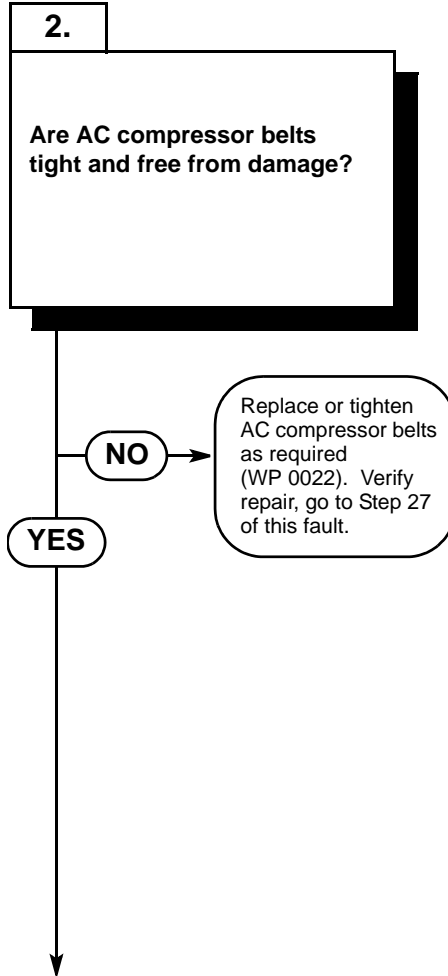 2.
Are AC compressor belts
tight and free from damage?
NO
Replace or tighten
AC compressor belts
as required
(WP 0022).  Verify
repair, go to Step 27
of this fault.
YES